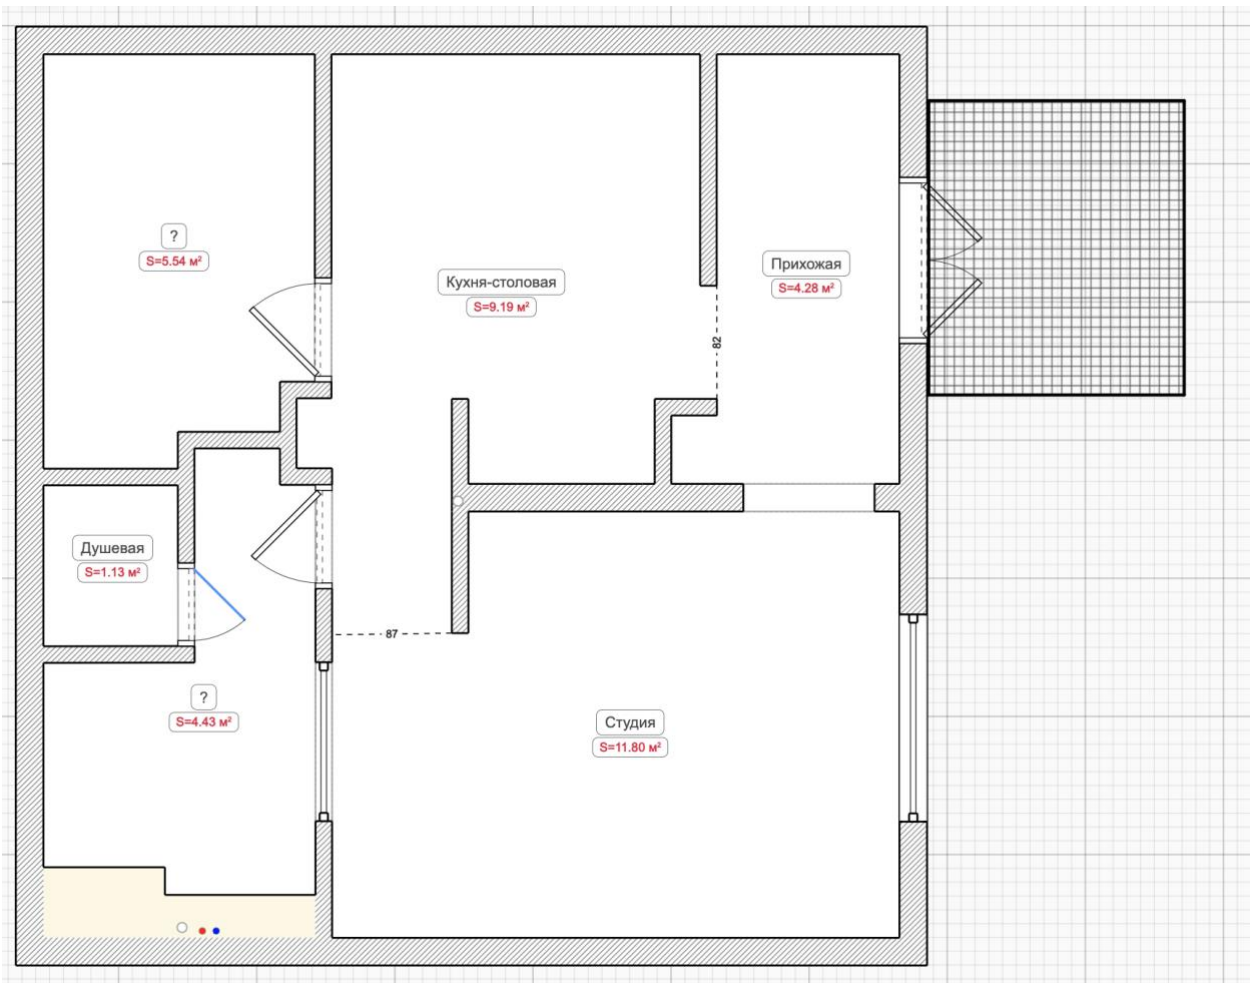 ?
S=5.54 м²
Кухня-столовая
S=9.19 м²
Прихожая
S=4.28 м²
82
Душевая
S=1.13 м²
87
?
S=4.43 м²
Студия
S=11.80 м²